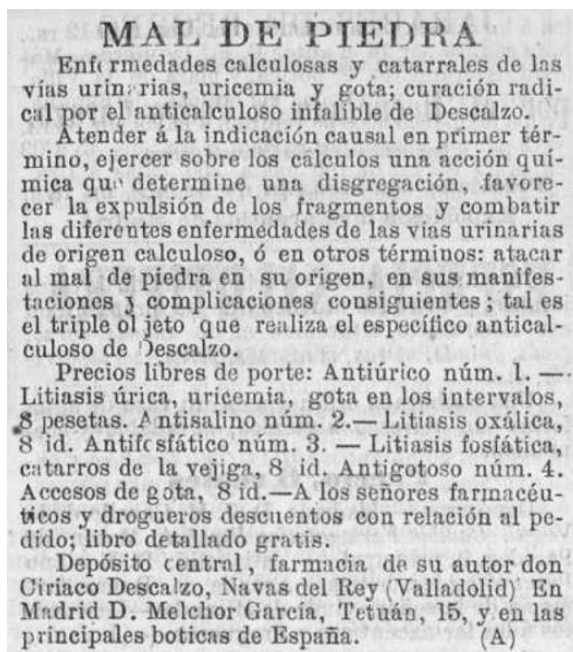 MAL DE PIEDRA
Enfermedades calculosas y catarrales de las
vías urinarias, uricemia y gota; curación radi-
cal por el anticalculoso infalible de Descalzo.
Atender á la indicación causal en primer tér-
mino, ejercer sobre los cálculos una acción quí-
mica que determine una disgregación, favore-
cer la expulsión de los fragmentos y combatir
las diferentes enfermedades de las vías urinarias
de origen calculoso, ó en otros términos: atacar
al mal de piedra en su origen, en sus manifes-
taciones y complicaciones consiguientes; tal es
el triple objeto que realiza el específico antical-
culoso de Descalzo.
Precios libres de porte: Antiúrico núm. 1. —
Litiasis úrica, uricemia, gota en los intervalos,
8 pesetas. Antisalino núm. 2.— Litiasis oxálica,
8 id. Antifosfático núm. 3. — Litiasis fosfática,
catarros de la vejiga, 8 id. Antigotoso núm. 4.
Accesos de gota, 8 id.—A los señores farmacéu-
ticos y drogueros descuentos con relación al pe-
dido; libro detallado gratis.
Depósito central, farmacia de su autor don
Ciriaco Descalzo, Navas del Rey (Valladolid) En
Madrid D. Melchor García, Tetuán, 15, y en las
principales boticas de España. (A)